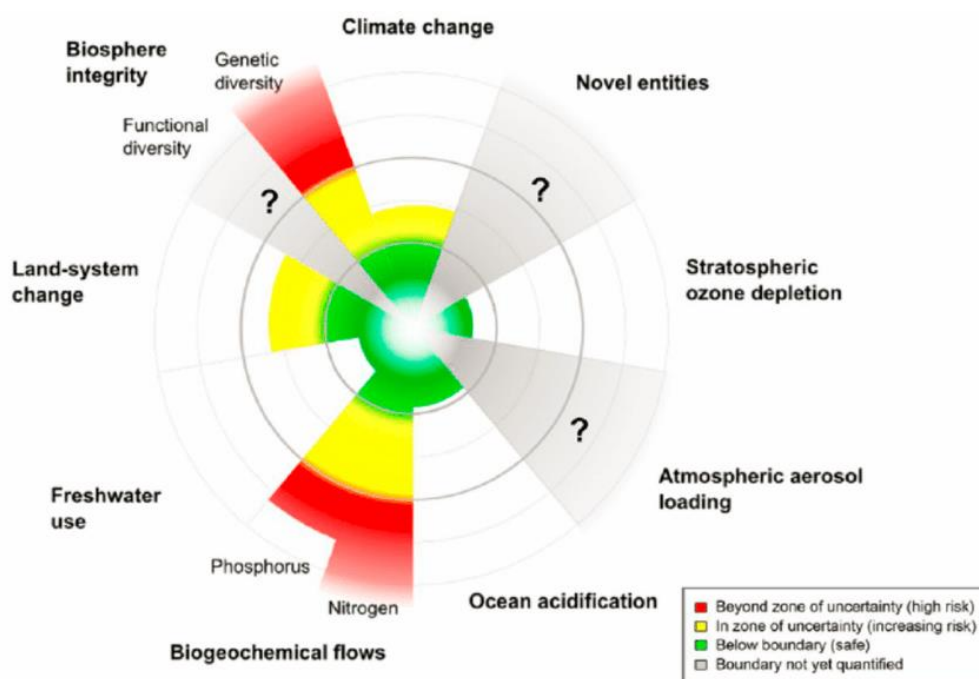 Climate change
Biosphere
integrity
Genetic
diversity
Novel entities
Functional
diversity
?
?
Land-system
change
Stratospheric
ozone depletion
?
Atmospheric aerosol
loading
Freshwater
use
Phosphorus
Nitrogen
Ocean acidification
Biogeochemical flows
Beyond zone of uncertainty (high risk)
In zone of uncertainty (increasing risk)
Below boundary (safe)
Boundary not yet quantified